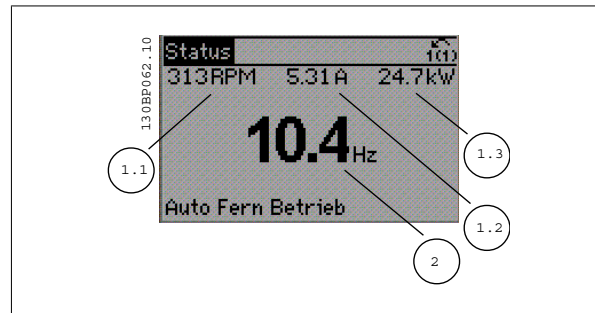 130BP062.10
Status
1(1)
313RPM 5.31A 24.7kW
10.4Hz
Auto Fern Betrieb
1.1
1.3
1.2
2